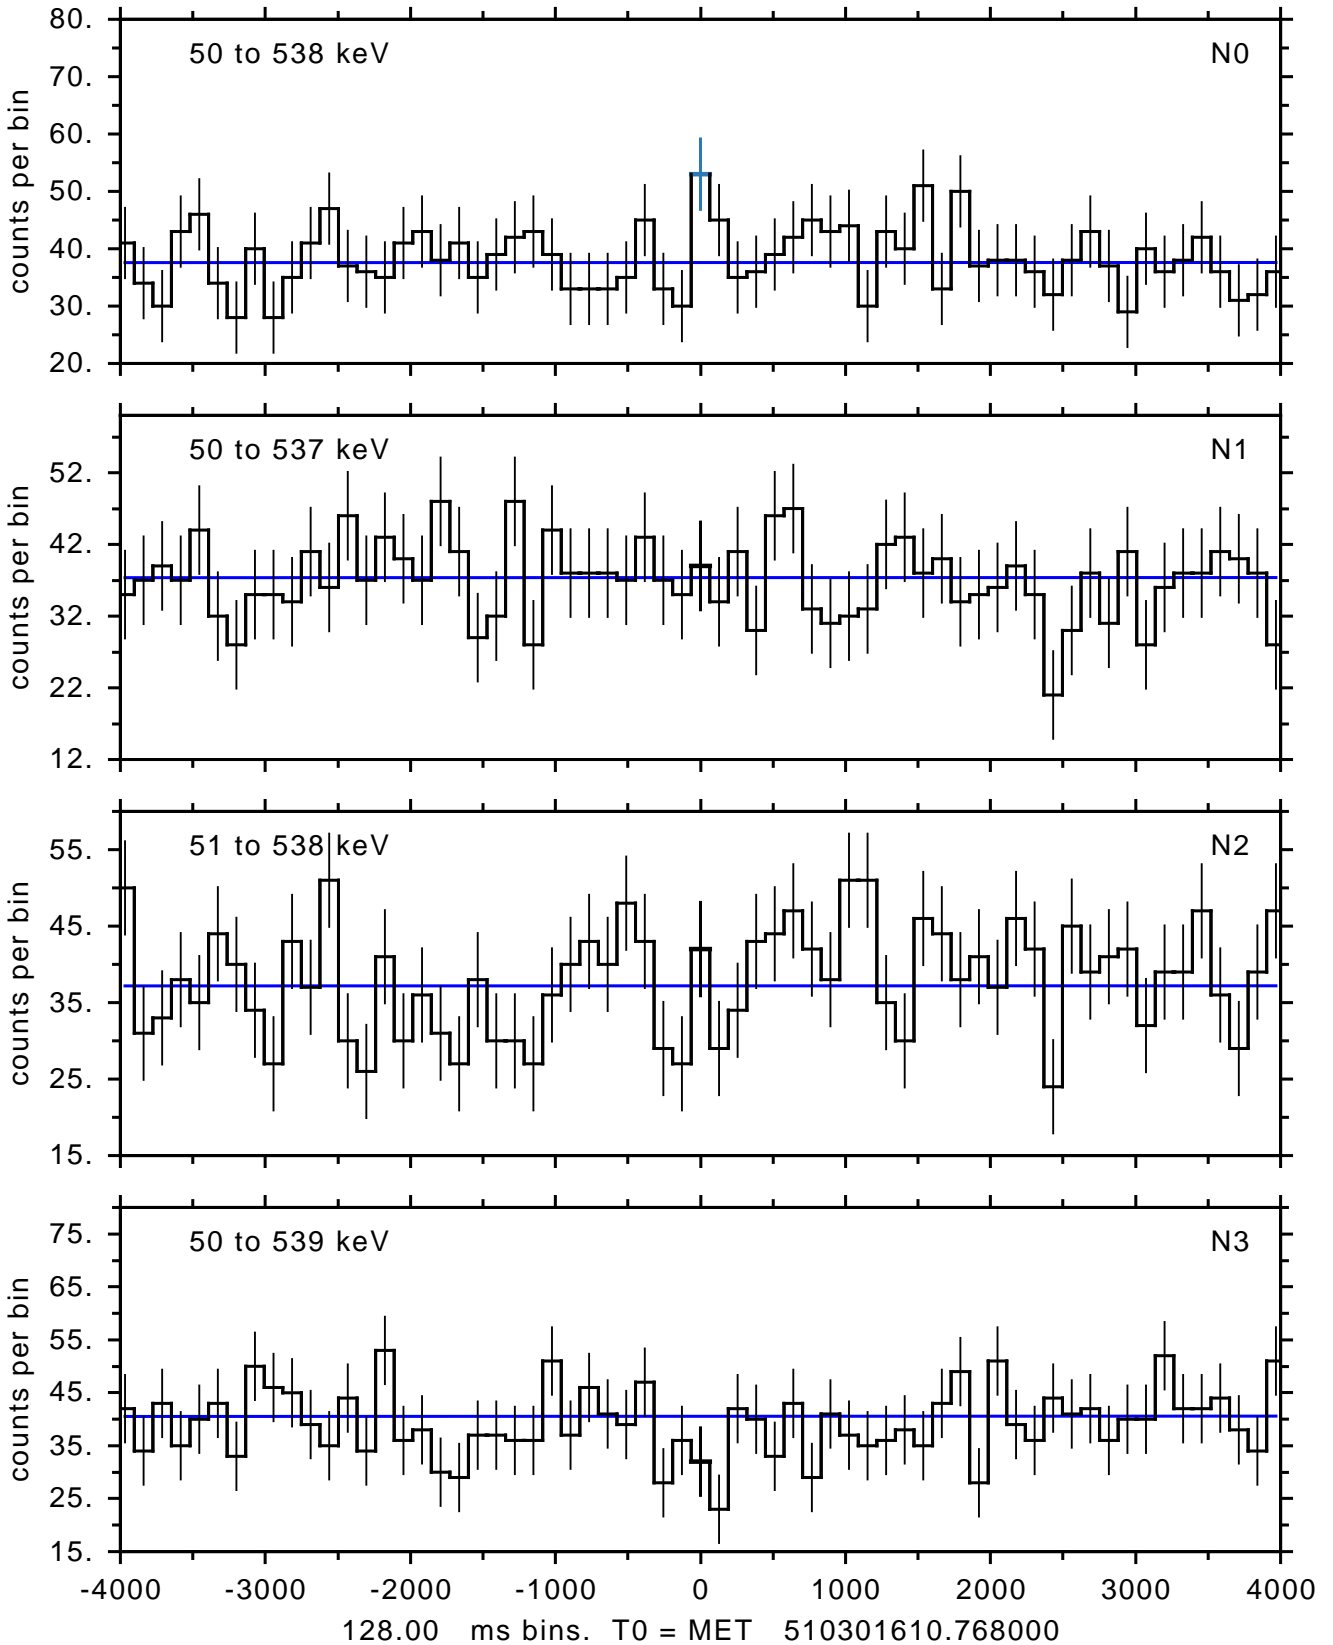 80.
50 to 538 keV N0
70.
60.
50.
40.
30.
20.
counts per bin
50 to 537 keV N1
52.
42.
32.
22.
12.
counts per bin
51 to 538 keV N2
55.
45.
35.
25.
15.
counts per bin
50 to 539 keV N3
75.
65.
55.
45.
35.
25.
15.
counts per bin
-4000 -3000 -2000 -1000 0 1000 2000 3000 4000
128.00 ms bins. T0 = MET 510301610.768000